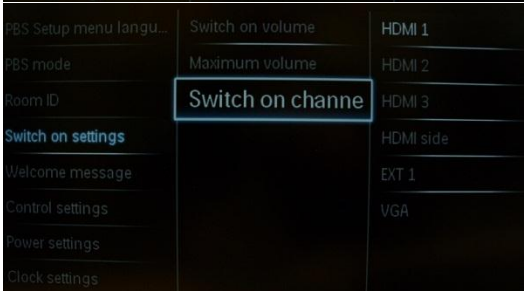 PBS Setup menu langu...
PBS mode
Room ID
Switch on settings
Welcome message
Control settings
Power settings
Clock settings
Switch on volume
Maximum volume
Switch on channe
HDMI 1
HDMI 2
HDMI 3
HDMI side
EXT 1
VGA